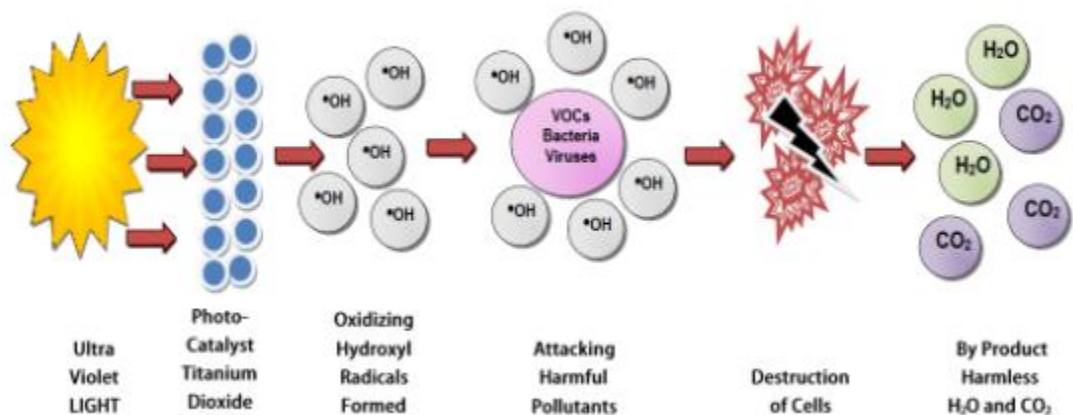 •OH
•OH
•OH
•OH
•OH
•OH
•OH
•OH
•OH
•OH
•OH
•OH
VOCs
Bacteria
Viruses
H₂O
H₂O
CO₂
H₂O
CO₂
CO₂
Ultra
Violet
LIGHT
Photo-
Catalyst
Titanium
Dioxide
Oxidizing
Hydroxyl
Radicals
Formed
Attacking
Harmful
Pollutants
Destruction
of Cells
By Product
Harmless
H₂O and CO₂